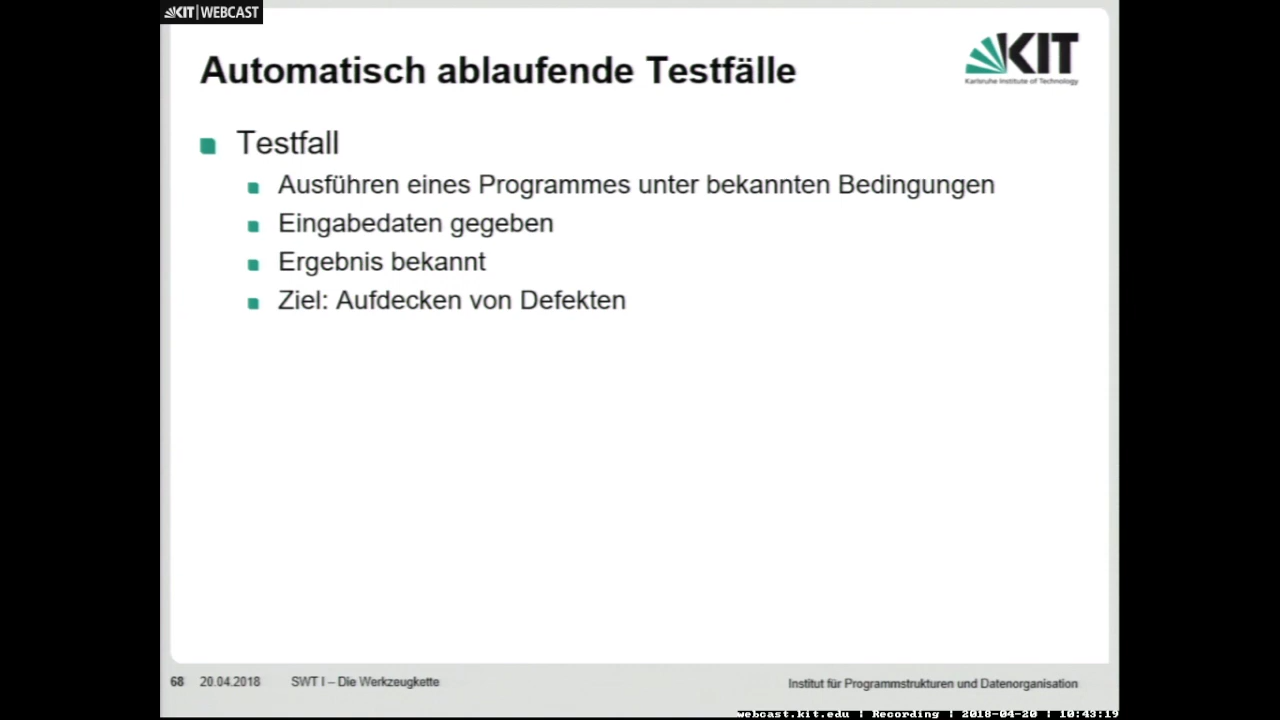 KIT | WEBCAST
Automatisch ablaufende Testfälle
KIT
Karlsruhe Institute of Technology
Testfall
Ausführen eines Programmes unter bekannten Bedingungen
Eingabedaten gegeben
Ergebnis bekannt
Ziel: Aufdecken von Defekten
68 20.04.2018 SWT I – Die Werkzeugkette
Institut für Programmstrukturen und Datenorganisation
webcast.kit.edu | Recording | 2018-04-20 | 10:43:19